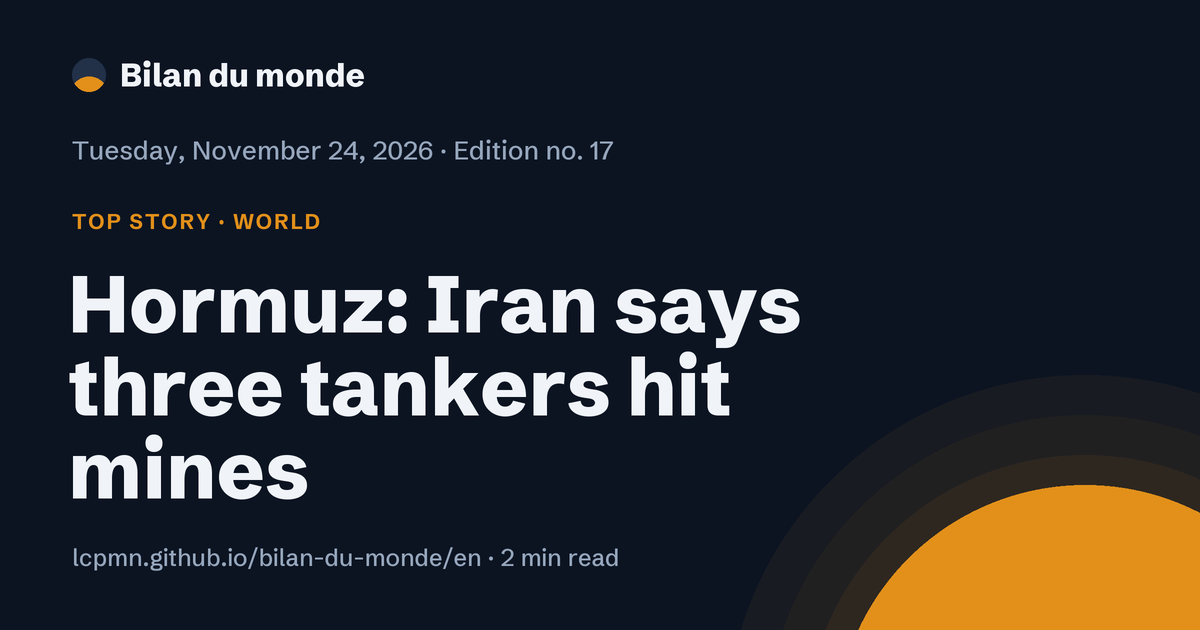 Bilan du monde
Tuesday, November 24, 2026 · Edition no. 17
TOP STORY · WORLD
Hormuz: Iran says
three tankers hit
mines
lcpmn.github.io/bilan-du-monde/en · 2 min read